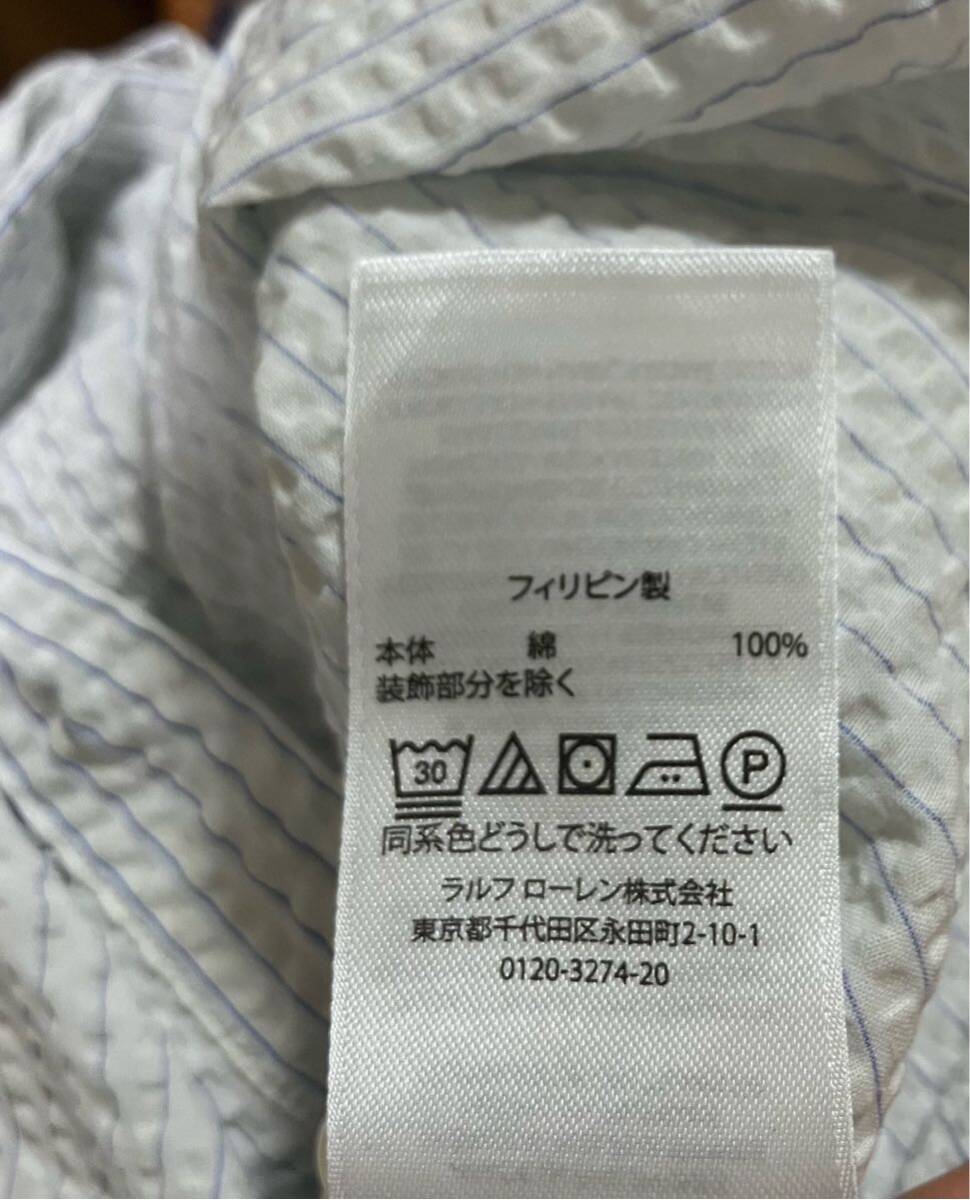 フィリピン製
本体 綿 100%
装飾部分を除く
30 P
同系色どうしで洗ってください
ラルフ ローレン株式会社
東京都千代田区永田町2-10-1
0120-3274-20